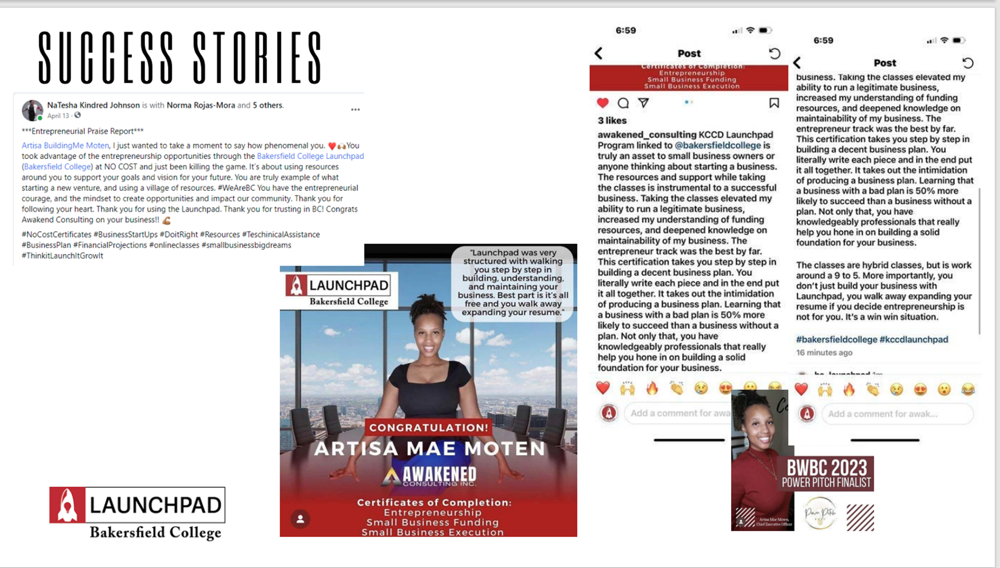 SUCCESS STORIES
NaTesha Kindred Johnson is with Norma Rojas-Mora and 5 others.
April 13 ·
***Entrepreneurial Praise Report***
Artisa BuildingMe Moten, I just wanted to take a moment to say how phenomenal you. ❤️🙌🏽You
took advantage of the entrepreneurship opportunities through the Bakersfield College Launchpad
(Bakersfield College) at NO COST and just been killing the game. It's about using resources
around you to support your goals and vision for your future. You are truly example of what
starting a new venture, and using a village of resources. #WeAreBC You have the entrepreneurial
courage, and the mindset to create opportunities and impact our community. Thank you for
following your heart. Thank you for using the Launchpad. Thank you for trusting in BC! Congrats
Awakend Consulting on your business!! 💪🏽
#NoCostCertificates #BusinessStartUps #DoitRight #Resources #TeschinicalAssistance
#BusinessPlan #FinancialProjections #onlineclasses #smallbusinessbigdreams
#ThinkitLaunchItGrowIt
LAUNCHPAD
Bakersfield College
"Launchpad was very
structured with walking
you step by step in
building, understanding,
and maintaining your
business. Best part is it's all
free and you walk away
expanding your resume."
CONGRATULATION!
ARTISA MAE MOTEN
AWAKENED
CONSULTING INC.
Certificates of Completion:
Entrepreneurship
Small Business Funding
Small Business Execution
LAUNCHPAD
Bakersfield College
6:59
Post
Certificates of Completion:
Entrepreneurship
Small Business Funding
Small Business Execution
3 likes
awakened_consulting KCCD Launchpad
Program linked to @bakersfieldcollege is
truly an asset to small business owners or
anyone thinking about starting a business.
The resources and support while taking
the classes is instrumental to a successful
business. Taking the classes elevated my
ability to run a legitimate business,
increased my understanding of funding
resources, and deepened knowledge on
maintainability of my business. The
entrepreneur track was the best by far.
This certification takes you step by step in
building a decent business plan. You
literally write each piece and in the end put
it all together. It takes out the intimidation
of producing a business plan. Learning that
a business with a bad plan is 50% more
likely to succeed than a business without a
plan. Not only that, you have
knowledgeably professionals that really
help you hone in on building a solid
foundation for your business.
Add a comment for awa
6:59
Post
business. Taking the classes elevated my
ability to run a legitimate business,
increased my understanding of funding
resources, and deepened knowledge on
maintainability of my business. The
entrepreneur track was the best by far.
This certification takes you step by step in
building a decent business plan. You
literally write each piece and in the end put
it all together. It takes out the intimidation
of producing a business plan. Learning that
a business with a bad plan is 50% more
likely to succeed than a business without a
plan. Not only that, you have
knowledgeably professionals that really
help you hone in on building a solid
foundation for your business.
The classes are hybrid classes, but is work
around a 9 to 5. More importantly, you
don't just build your business with
Launchpad, you walk away expanding your
resume if you decide entrepreneurship is
not for you. It's a win win situation.
#bakersfieldcollege #kccdlaunchpad
16 minutes ago
Add a comment for awak...
Co
BWBC 2023
POWER PITCH FINALIST
Artisa Mae Moten,
Chief Executive Officer
Power Pitch